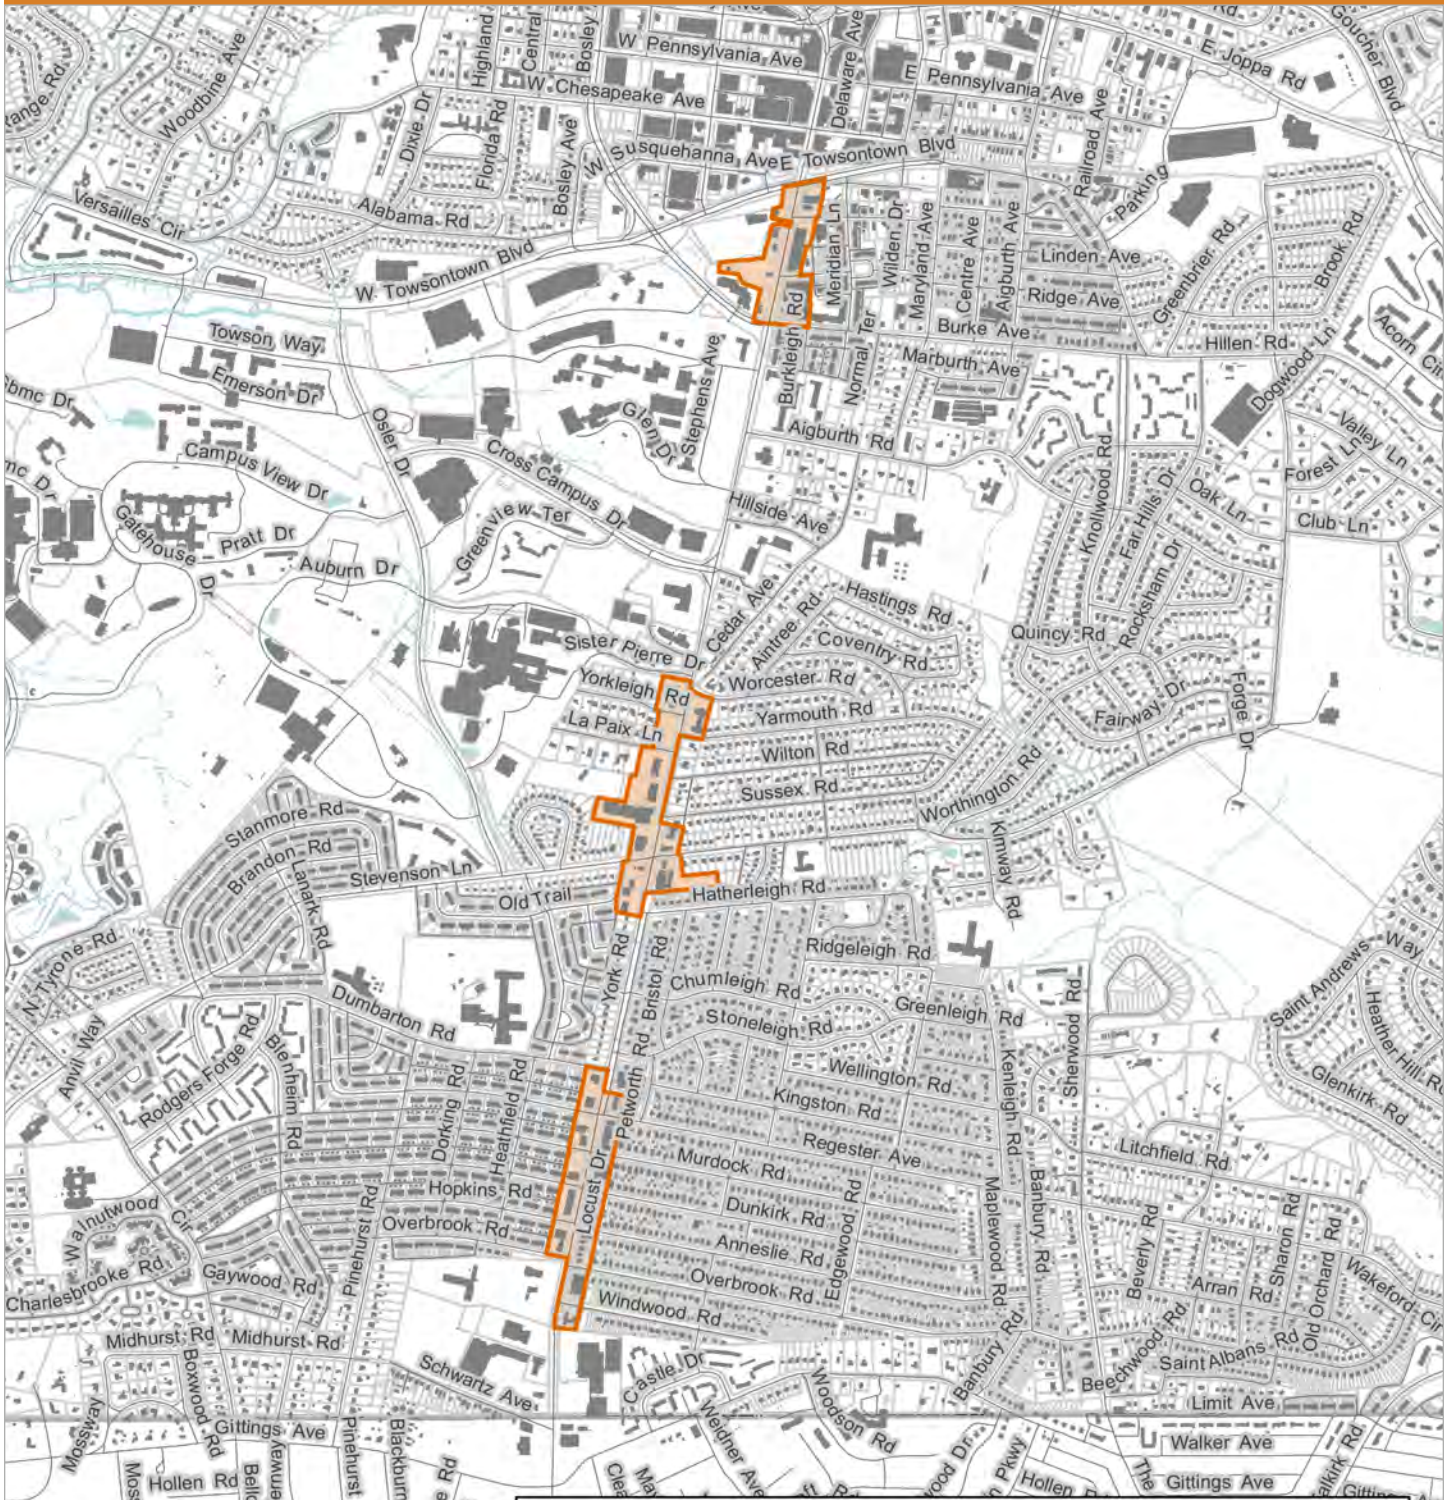 Rd
Goucher Blvd
E Joppa Rd
W Pennsylvania Ave
Delaware Ave
E Pennsylvania Ave
Highland
Central
Bosley
Woodbine Ave
Range Rd
W Chesapeake Ave
Dixie Dr
Florida Rd
Bosley Ave
W Susquehanna Ave
E Towsontown Blvd
Railroad Ave
Parking
Versailles Cir
Alabama Rd
W Towsontown Blvd
Meridian Ln
Wilden Dr
Maryland Ave
Centre Ave
Aigburth Ave
Linden Ave
Ridge Ave
Greenbrier Rd
Brook Rd
Burke Ave
Hillen Rd
Dogwood Ln
Acorn Cir
Towson Way
Emerson Dr
Stephens Ave
Burkleigh Rd
Normal Ter
Marburth Ave
Osler Dr
Glen Dr
Aigburth Rd
Valley Ln
Forest Ln
Campus View Dr
Cross Campus Dr
Hillside Ave
Knollwood Rd
Far Hills Dr
Oak Ln
Club Ln
Gatehouse Dr
Pratt Dr
Greenview Ter
Auburn Dr
Cedar Ave
Aintree Rd
Hastings Rd
Rocksham Dr
Coventry Rd
Quincy Rd
Sister Pierre Dr
Yorkleigh Rd
Worcester Rd
Yarmouth Rd
Fairway Dr
Forge Dr
La Paix Ln
Wilton Rd
Sussex Rd
Worthington Rd
Kimway Rd
Stanmore Rd
Brandon Rd
Lanark Rd
Stevenson Ln
Old Trail
Hatherleigh Rd
N Tyrone Rd
York Rd
Bristol Rd
Ridgeleigh Rd
Chumleigh Rd
Greenleigh Rd
Saint Andrews Way
Heather Hill Rd
Dumbarton Rd
Stoneleigh Rd
Sherwood Rd
Anvil Way
Rodgers Forge Rd
Blenheim Rd
Wellington Rd
Kenleigh Rd
Glenkirk Rd
Dorking Rd
Heathfield Rd
Petworth Rd
Kingston Rd
Regester Ave
Litchfield Rd
Murdock Rd
Hopkins Rd
Locust Dr
Dunkirk Rd
Edgewood Rd
Maplewood Rd
Banbury Rd
Walnutwood Cir
Pinehurst Rd
Overbrook Rd
Anneslie Rd
Beverly Rd
Sharon Rd
Old Orchard Rd
Charlesbrooke Rd
Gaywood Rd
Overbrook Rd
Arran Rd
Wakeford Cir
Windwood Rd
Midhurst Rd
Midhurst Rd
Boxwood Rd
Schwartz Ave
Castle Dr
Banbury Rd
Beechwood Rd
Saint Albans Rd
Limit Ave
Mossway
Gittings Ave
Pinehurst
Blackburn
Weidner Ave
Woodson Rd
Walker Ave
Hollen Rd
Hollen
The
Gittings Ave
Pkwy